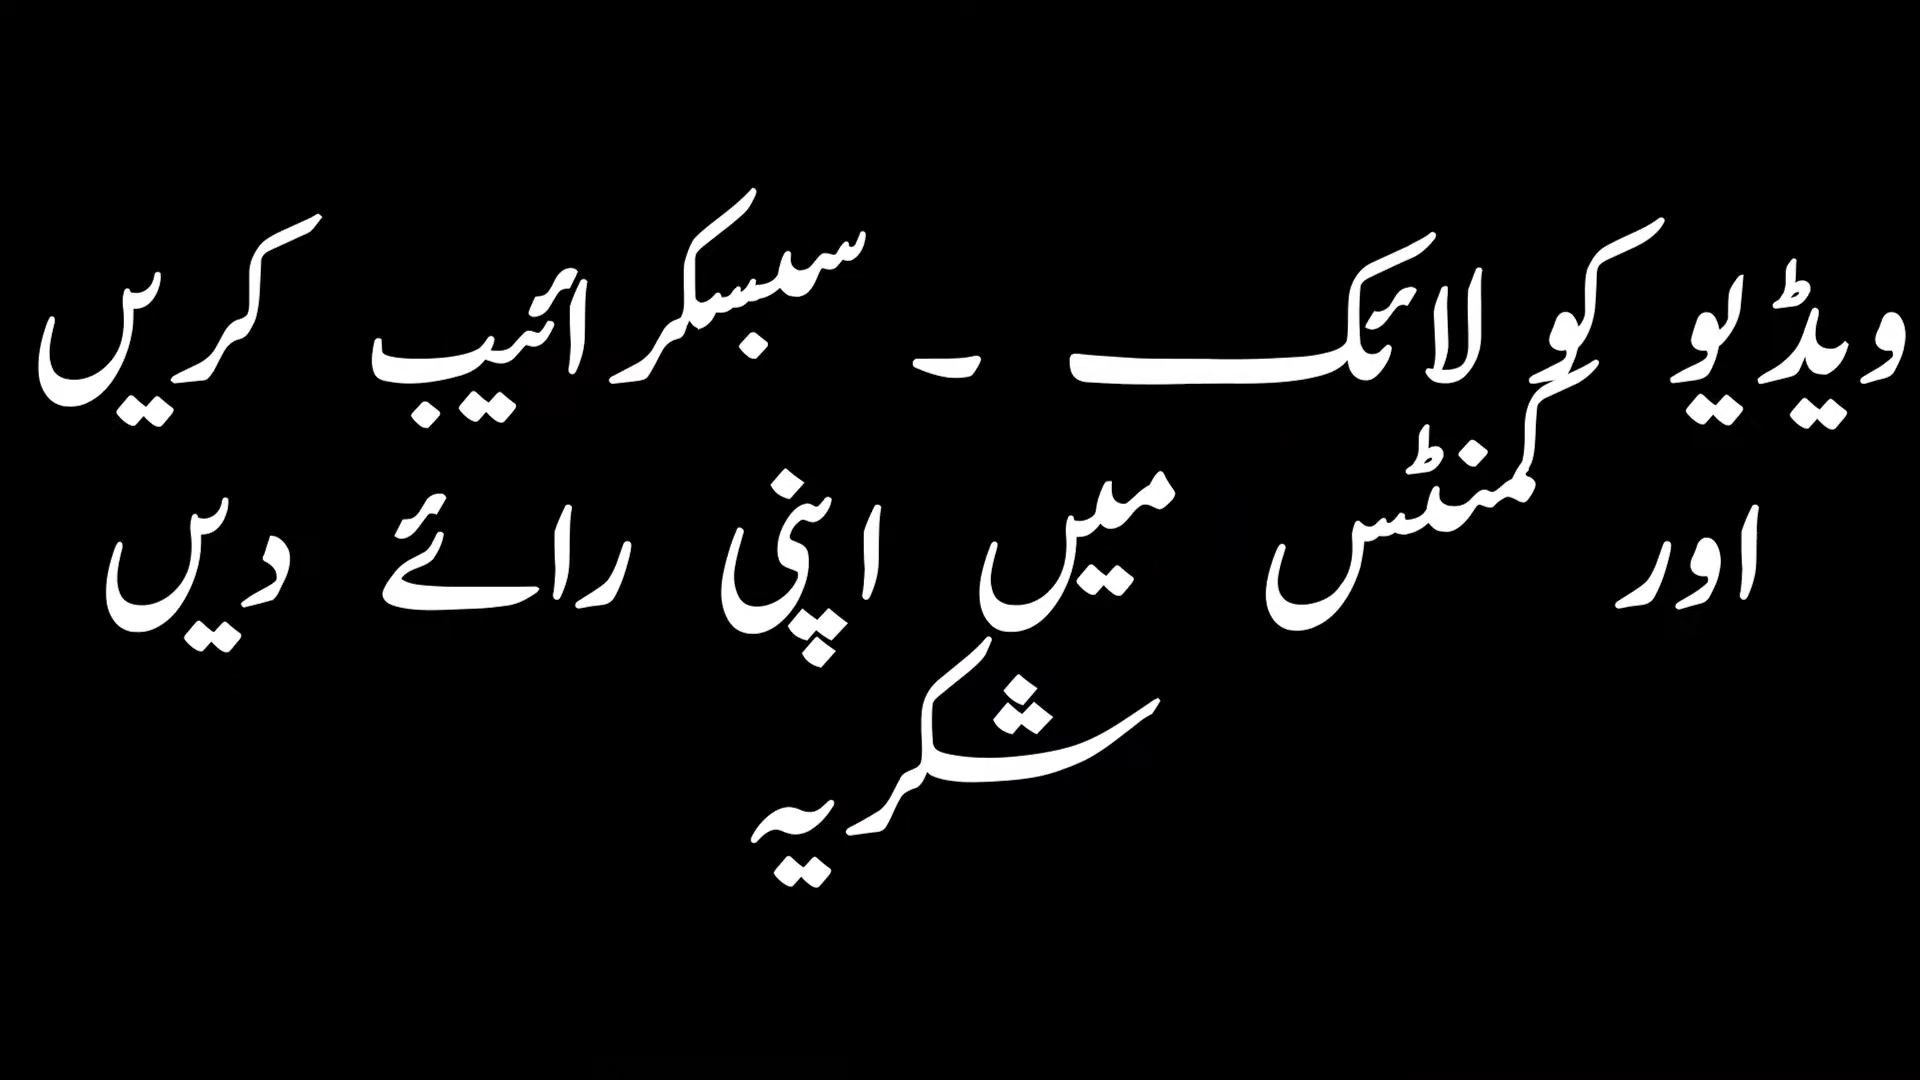 ویڈیو کو لائک ۔ سبسکرائیب کریں
اور کمنٹس میں اپنی رائے دیں
شکریہ